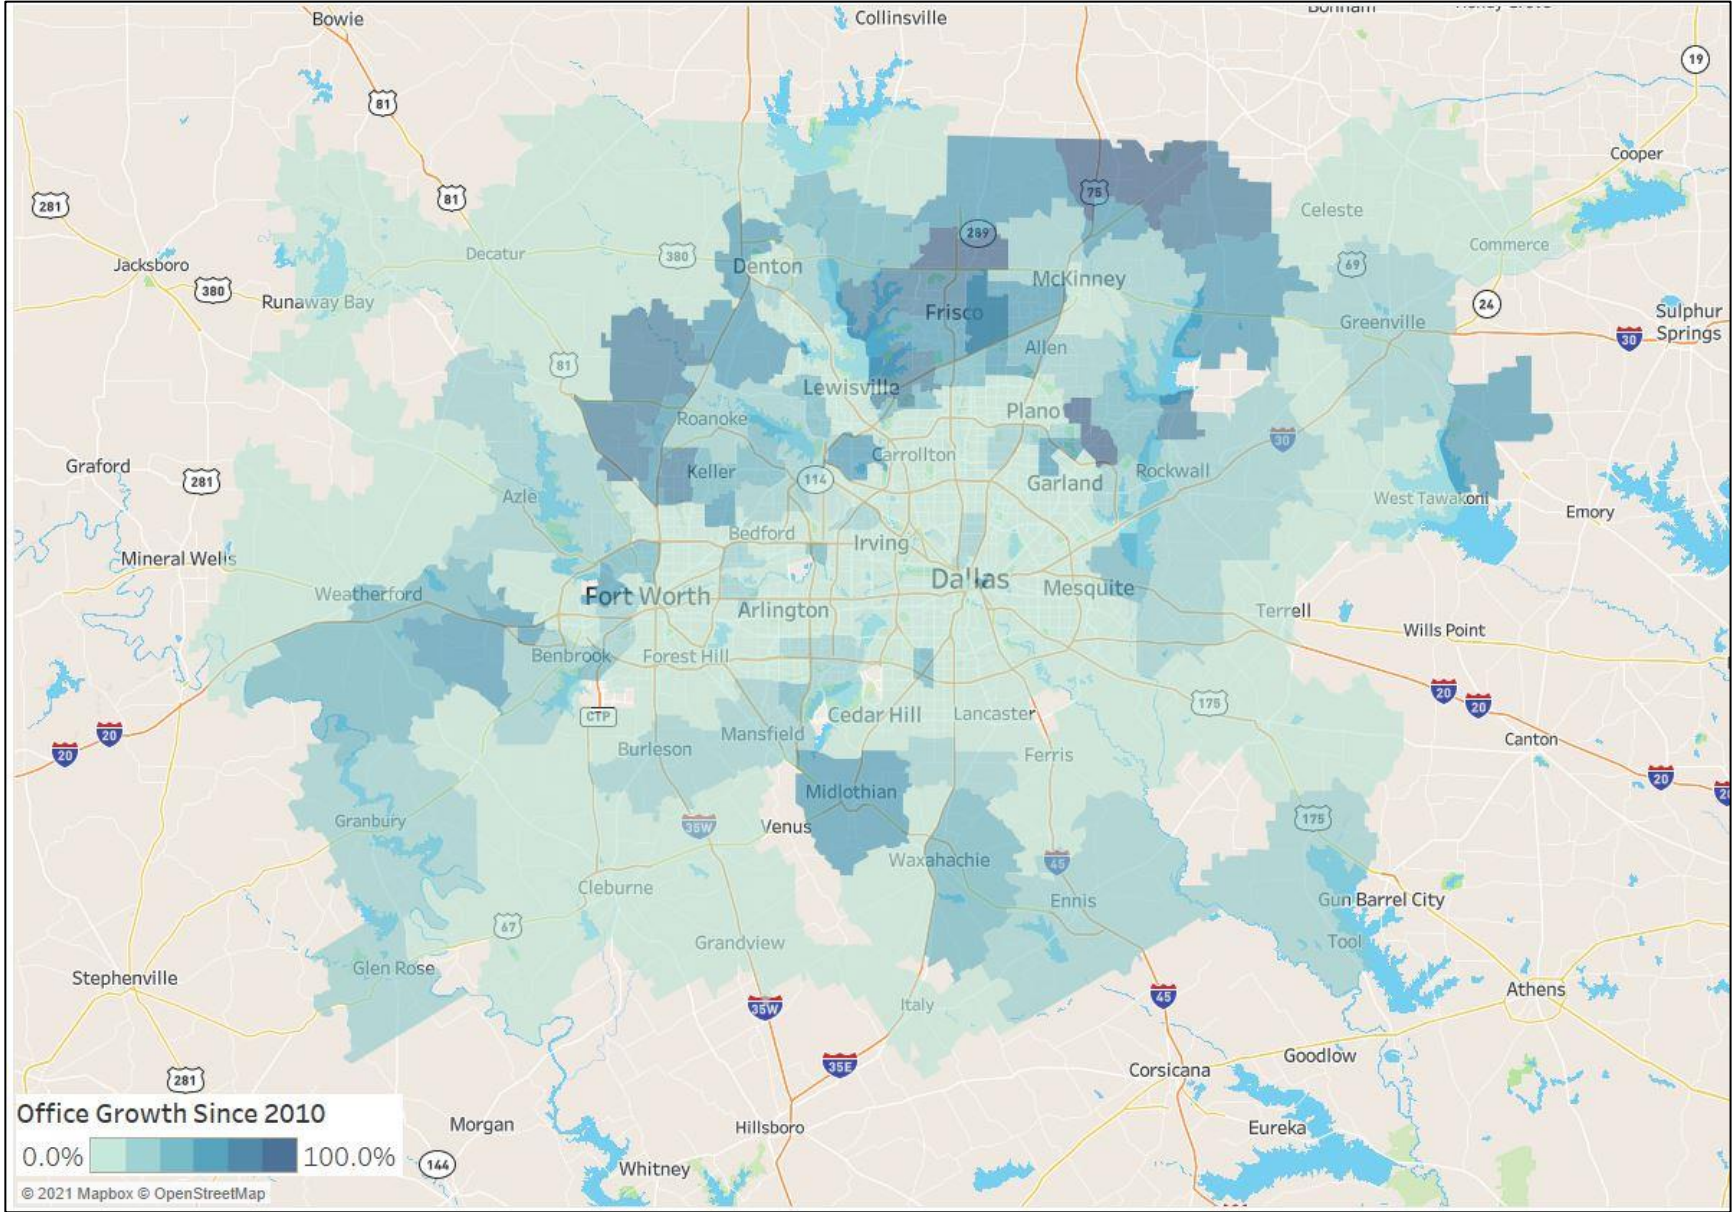 Bowie
Collinsville
19
81
Cooper
75
281
81
Celeste
289
Commerce
Decatur
380
Denton
69
Jacksboro
McKinney
380
Runaway Bay
24
Frisco
Greenville
Sulphur
Springs
30
Allen
81
Lewisville
Plano
Roanoke
30
Graford
281
Keller
Carrollton
Rockwall
114
Garland
Azle
West Tawakoni
Emory
Bedford
Irving
Mineral Wells
Dallas
Mesquite
Weatherford
Fort Worth
Arlington
Terrell
Wills Point
Benbrook
Forest Hill
20
175
20
CTP
Cedar Hill
Lancaster
20
Mansfield
Canton
20
Burleson
Ferris
20
Midlothian
Granbury
35W
Venus
175
Waxahachie
45
Cleburne
Ennis
Gun Barrel City
67
Grandview
Tool
Glen Rose
Stephenville
Athens
45
35W
Italy
Goodlow
35E
Corsicana
281
Office Growth Since 2010
Morgan
Hillsboro
Eureka
0.0% 100.0%
144
Whitney
© 2021 Mapbox © OpenStreetMap